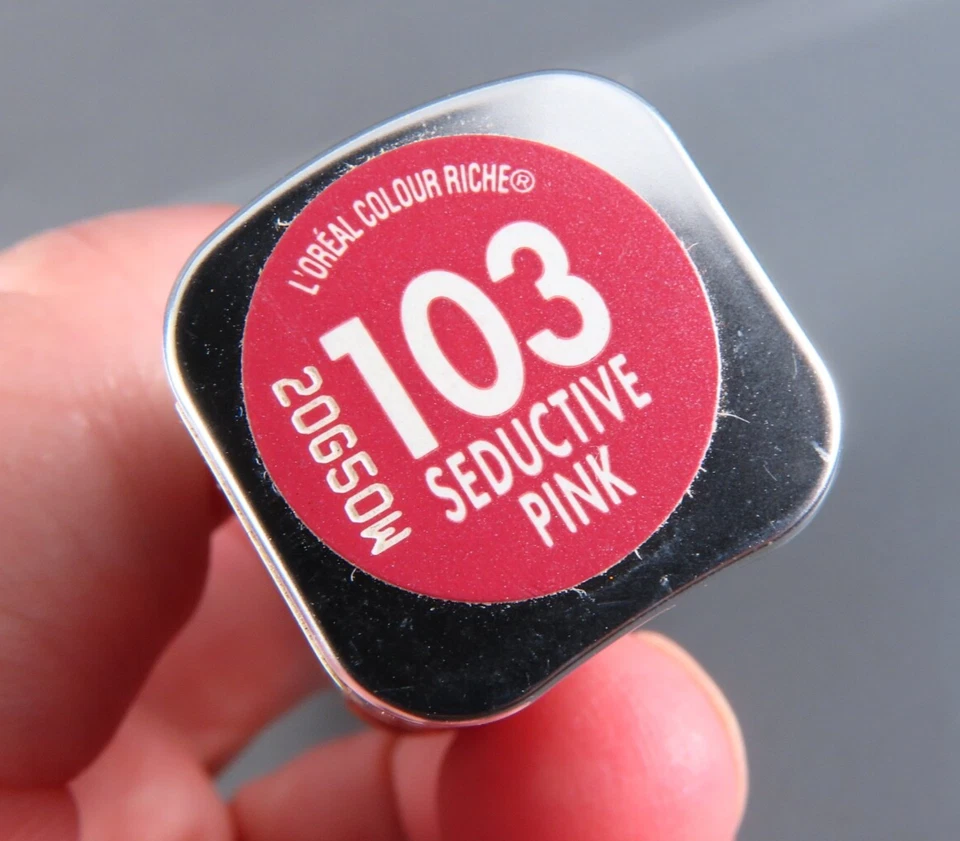 L'ORÉAL COLOUR RICHE®
103
SEDUCTIVE
PINK
20G50W